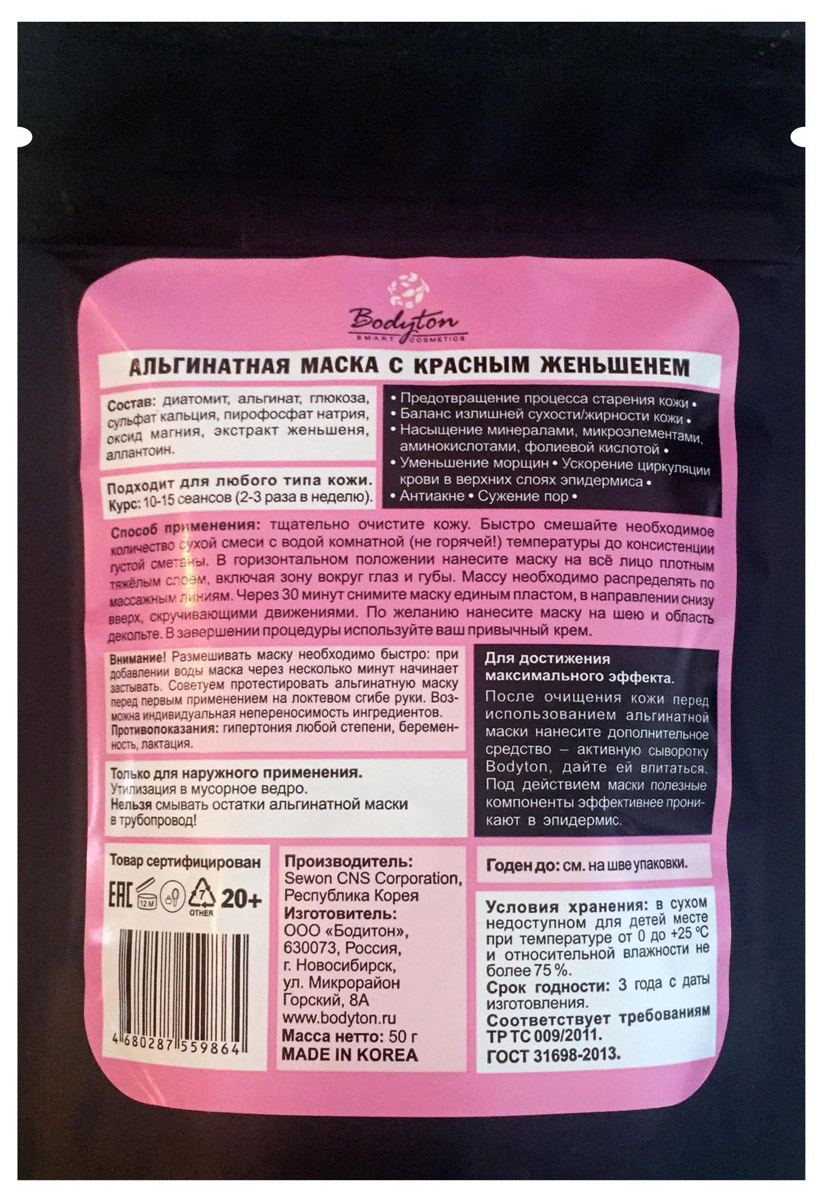 Bodyton
SMART COSMETICS
АЛЬГИНАТНАЯ МАСКА С КРАСНЫМ ЖЕНЬШЕНЕМ
Состав: диатомит, альгинат, глюкоза,
сульфат кальция, пирофосфат натрия,
оксид магния, экстракт женьшеня,
аллантоин.
Подходит для любого типа кожи.
Курс: 10-15 сеансов (2-3 раза в неделю).
• Предотвращение процесса старения кожи •
• Баланс излишней сухости/жирности кожи •
• Насыщение минералами, микроэлементами,
аминокислотами, фолиевой кислотой •
• Уменьшение морщин • Ускорение циркуляции
крови в верхних слоях эпидермиса •
• Антиакне • Сужение пор •
Способ применения: тщательно очистите кожу. Быстро смешайте необходимое
количество сухой смеси с водой комнатной (не горячей!) температуры до консистенции
густой сметаны. В горизонтальном положении нанесите маску на всё лицо плотным
тяжёлым слоем, включая зону вокруг глаз и губы. Массу необходимо распределять по
массажным линиям. Через 30 минут снимите маску единым пластом, в направлении снизу
вверх, скручивающими движениями. По желанию нанесите маску на шею и область
декольте. В завершении процедуры используйте ваш привычный крем.
Внимание! Размешивать маску необходимо быстро: при
добавлении воды маска через несколько минут начинает
застывать. Советуем протестировать альгинатную маску
перед первым применением на локтевом сгибе руки. Воз-
можна индивидуальная непереносимость ингредиентов.
Противопоказания: гипертония любой степени, беремен-
ность, лактация.
Только для наружного применения.
Утилизация в мусорное ведро.
Нельзя смывать остатки альгинатной маски
в трубопровод!
Для достижения
максимального эффекта.
После очищения кожи перед
использованием альгинатной
маски нанесите дополнительное
средство – активную сыворотку
Bodyton, дайте ей впитаться.
Под действием маски полезные
компоненты эффективнее прони-
кают в эпидермис.
Товар сертифицирован
EAC 12 M 7 OTHER 20+
4 680287 559864
Производитель:
Sewon CNS Corporation,
Республика Корея
Изготовитель:
ООО «Бодитон»,
630073, Россия,
г. Новосибирск,
ул. Микрорайон
Горский, 8А
www.bodyton.ru
Масса нетто: 50 г
MADE IN KOREA
Годен до: см. на шве упаковки.
Условия хранения: в сухом
недоступном для детей месте
при температуре от 0 до +25 °С
и относительной влажности не
более 75 %.
Срок годности: 3 года с даты
изготовления.
Соответствует требованиям
ТР ТС 009/2011.
ГОСТ 31698-2013.